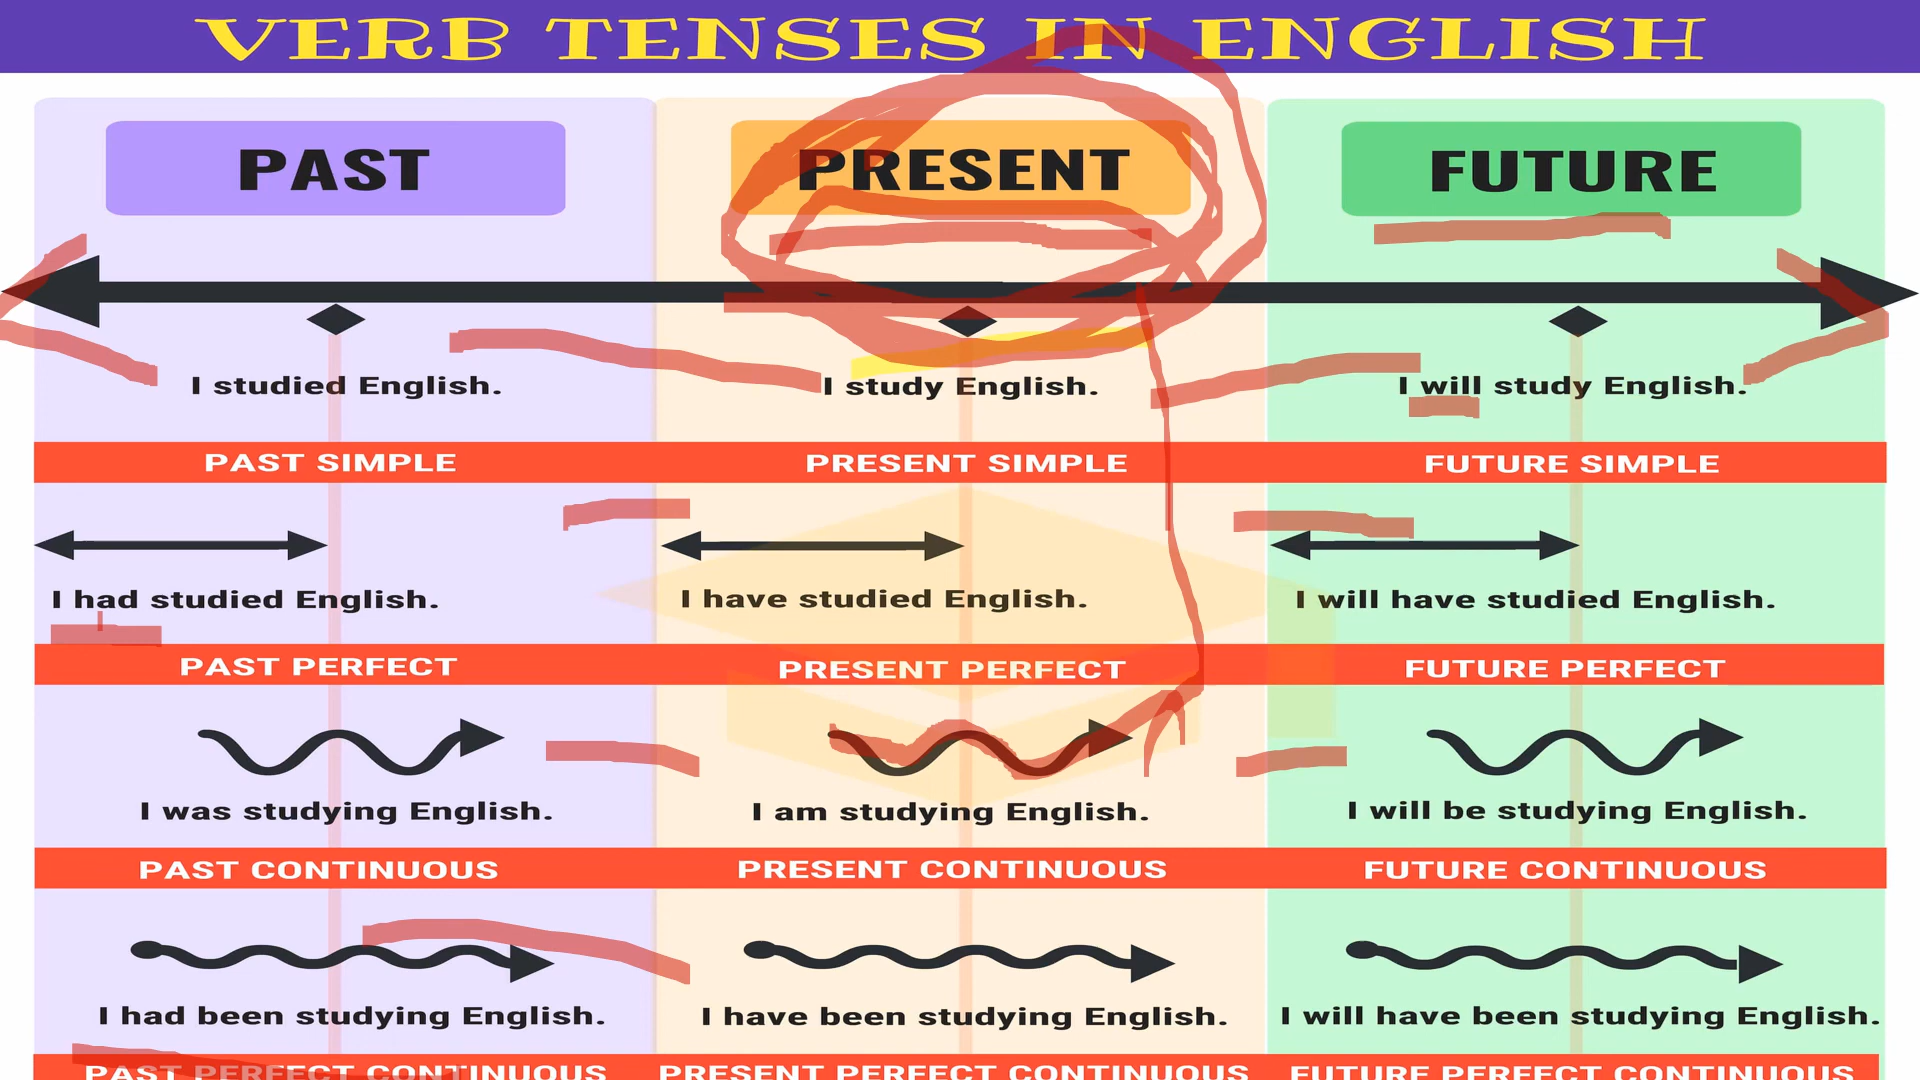 VERB TENSES IN ENGLISH
PAST PRESENT FUTURE
I studied English. I study English. I will study English.
PAST SIMPLE PRESENT SIMPLE FUTURE SIMPLE
I had studied English. I have studied English. I will have studied English.
PAST PERFECT PRESENT PERFECT FUTURE PERFECT
I was studying English. I am studying English. I will be studying English.
PAST CONTINUOUS PRESENT CONTINUOUS FUTURE CONTINUOUS
I had been studying English. I have been studying English. I will have been studying English.
PAST PERFECT CONTINUOUS PRESENT PERFECT CONTINUOUS FUTURE PERFECT CONTINUOUS